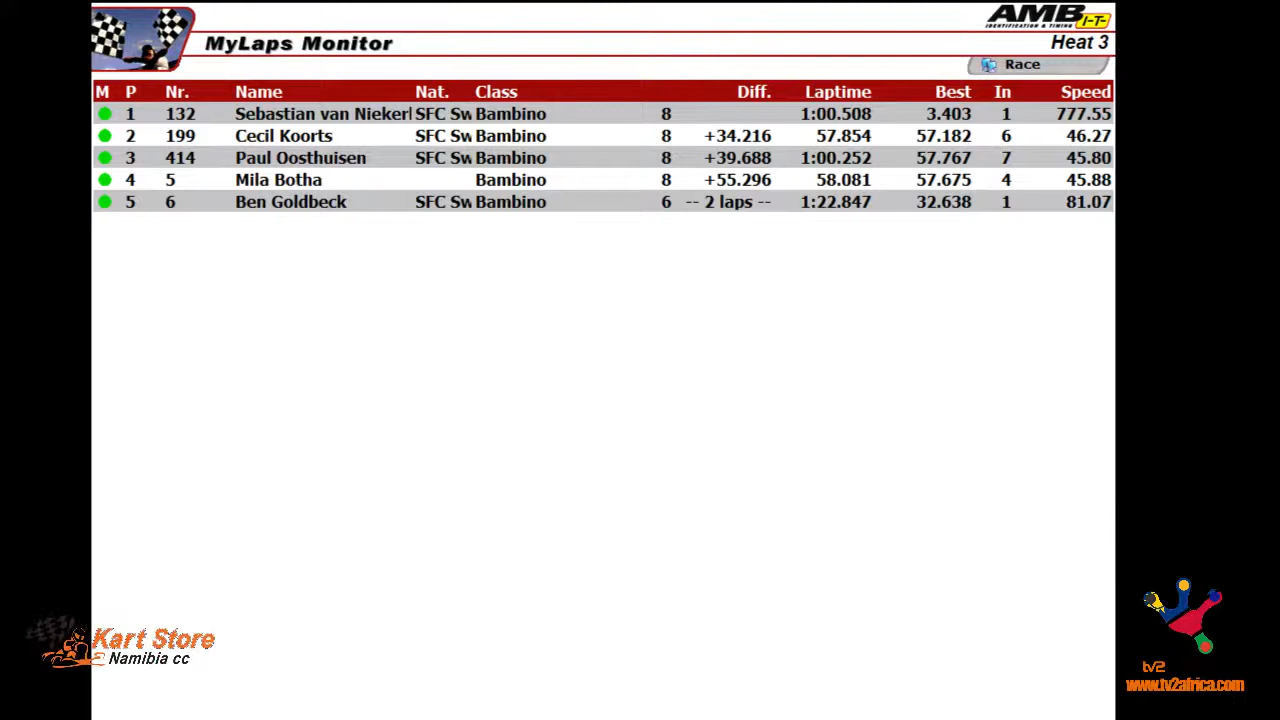 AMB I-T
IDENTIFICATION & TIMING
MyLaps Monitor
Heat 3
Race
M P Nr. Name Nat. Class Diff. Laptime Best In Speed
1 132 Sebastian van Niekerl SFC Sw Bambino 8 1:00.508 3.403 1 777.55
2 199 Cecil Koorts SFC Sw Bambino 8 +34.216 57.854 57.182 6 46.27
3 414 Paul Oosthuisen SFC Sw Bambino 8 +39.688 1:00.252 57.767 7 45.80
4 5 Mila Botha Bambino 8 +55.296 58.081 57.675 4 45.88
5 6 Ben Goldbeck SFC Sw Bambino 6 -- 2 laps -- 1:22.847 32.638 1 81.07
Kart Store
Namibia cc
tv2
www.tv2africa.com